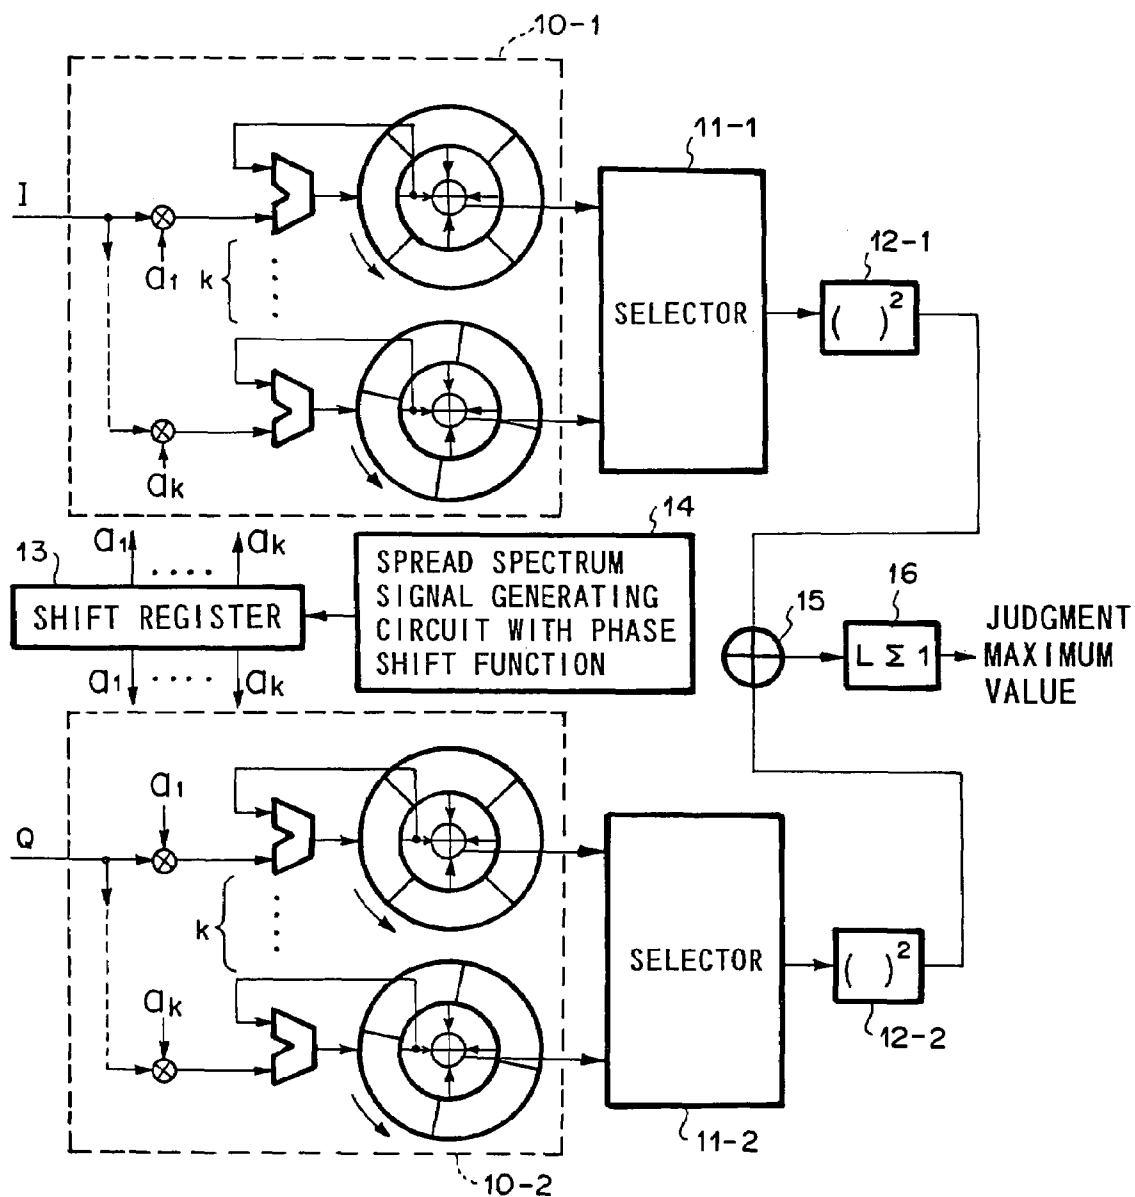 10-1
I
a1
k
ak
11-1
SELECTOR
12-1
( )2
13
a1
ak
SHIFT REGISTER
a1
ak
14
SPREAD SPECTRUM
SIGNAL GENERATING
CIRCUIT WITH PHASE
SHIFT FUNCTION
15
16
L Σ 1
JUDGMENT
MAXIMUM
VALUE
Q
a1
k
ak
10-2
SELECTOR
11-2
( )2
12-2